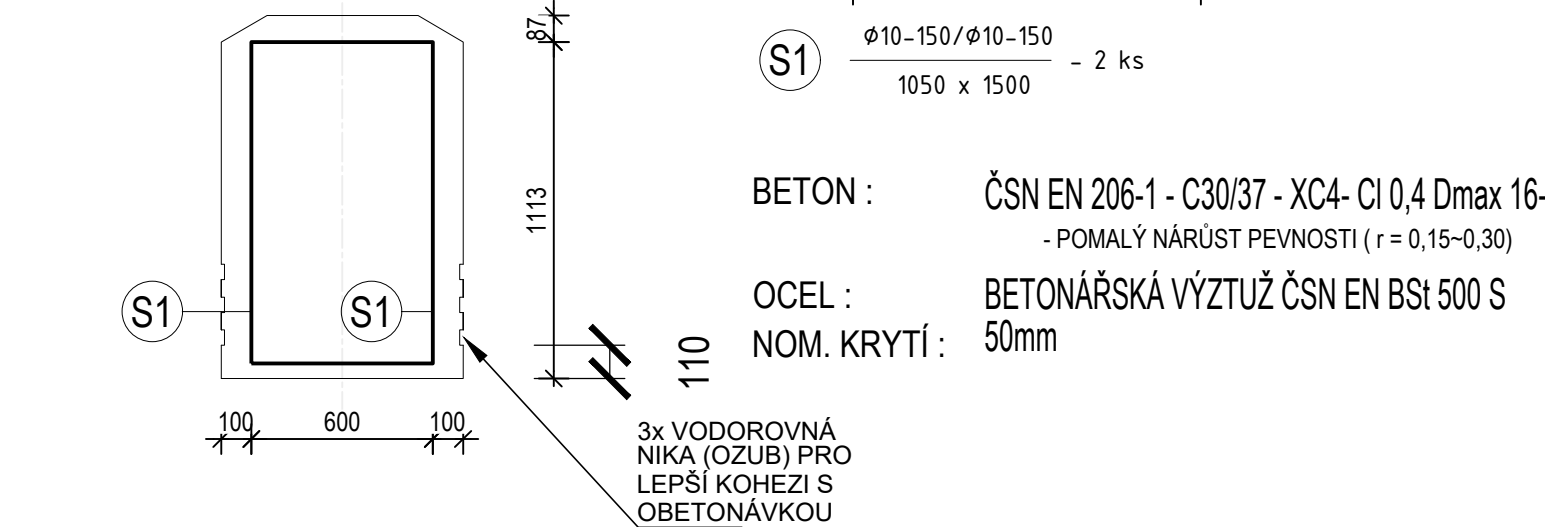 87
S1
φ10-150/φ10-150
1050 x 1500
- 2 ks
1113
BETON :
ČSN EN 206-1 - C30/37 - XC4- Cl 0,4 Dmax 16-
- POMALÝ NÁRŮST PEVNOSTI ( r = 0,15~0,30)
S1
S1
OCEL :
BETONÁŘSKÁ VÝZTUŽ ČSN EN BSt 500 S
NOM. KRYTÍ :
50mm
110
100
600
100
3x VODOROVNÁ
NIKA (OZUB) PRO
LEPŠÍ KOHEZI S
OBETONÁVKOU